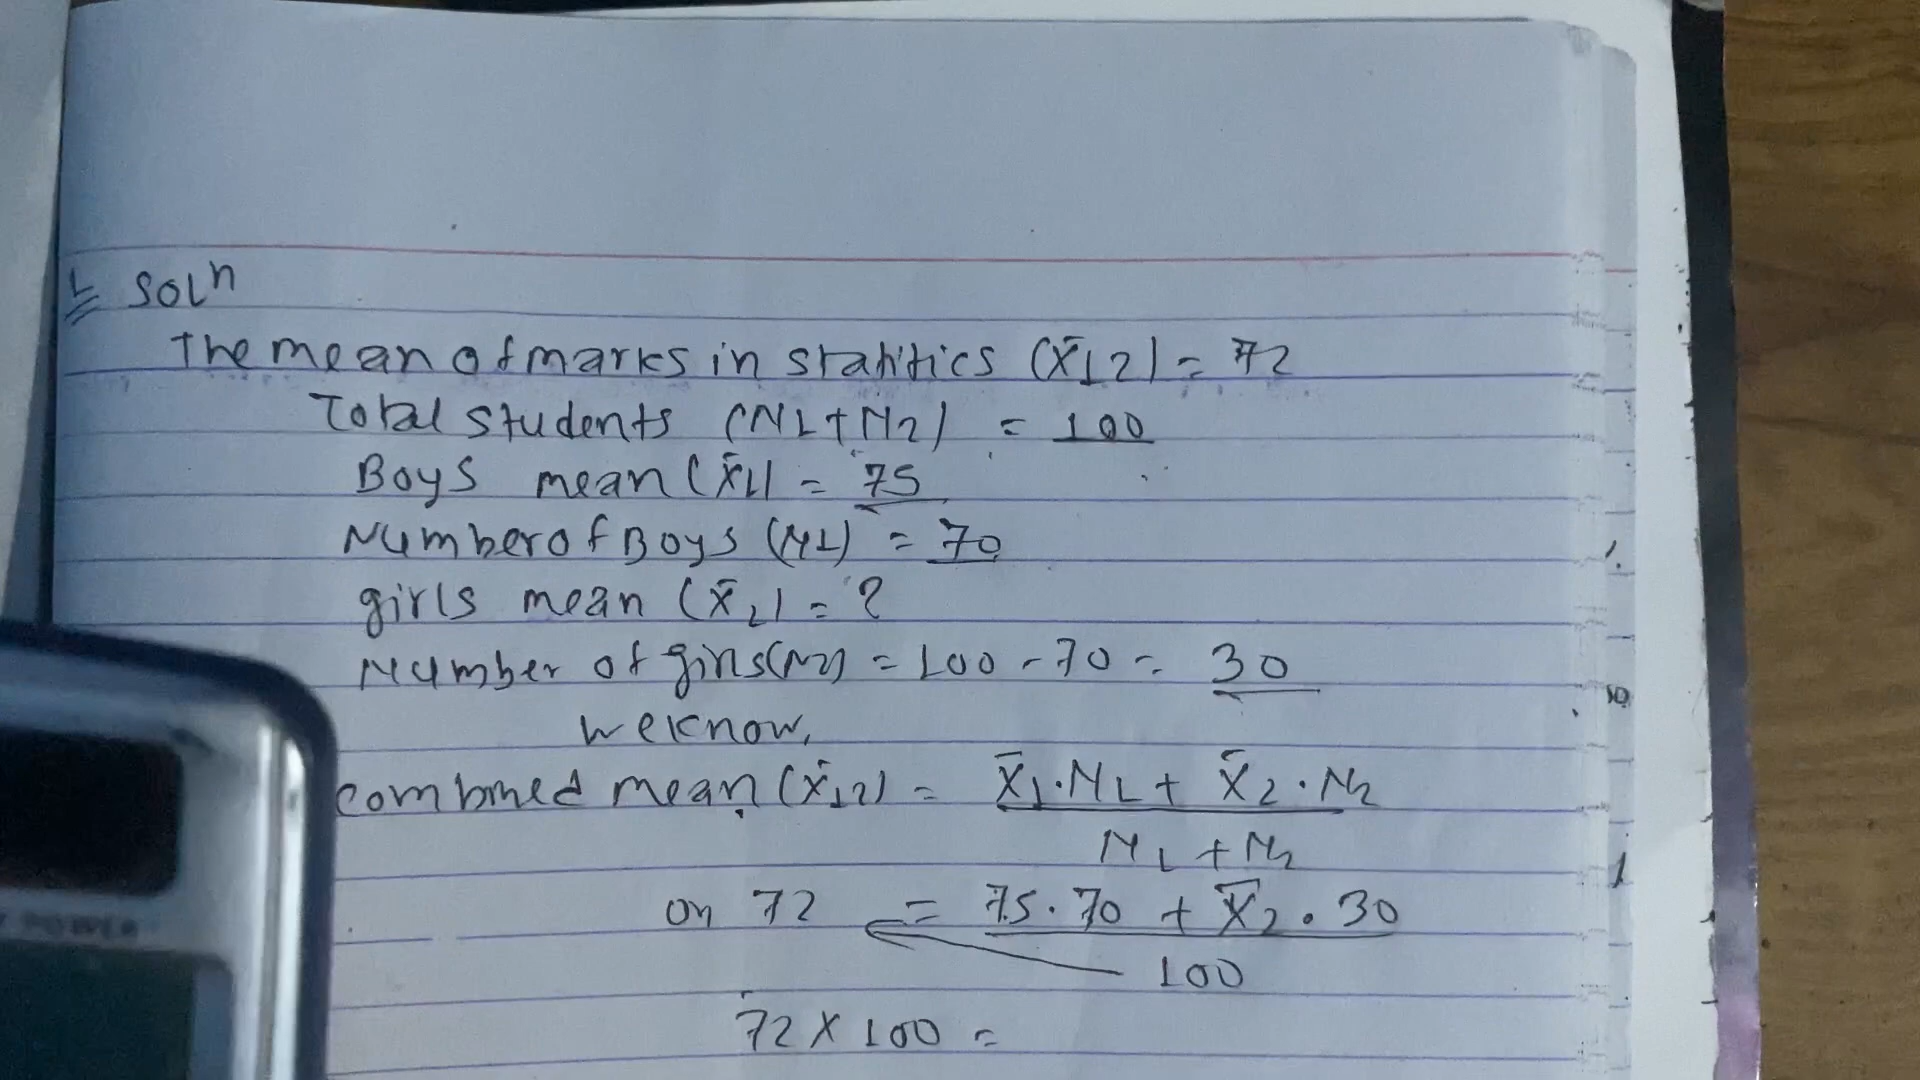 1 Soln
The mean of marks in statitics (x̄12) = 72
Total students (N1+N2) = 100
Boys mean (x̄1) = 75
Number of Boys (N1) = 70
girls mean (x̄2) = ?
Number of girls (N2) = 100 - 70 = 30
we know,
combined mean (x̄12) = x̄1.N1 + x̄2.N2
N1 + N2
or 72 = 75.70 + x̄2.30
100
72 x 100 =
POWER